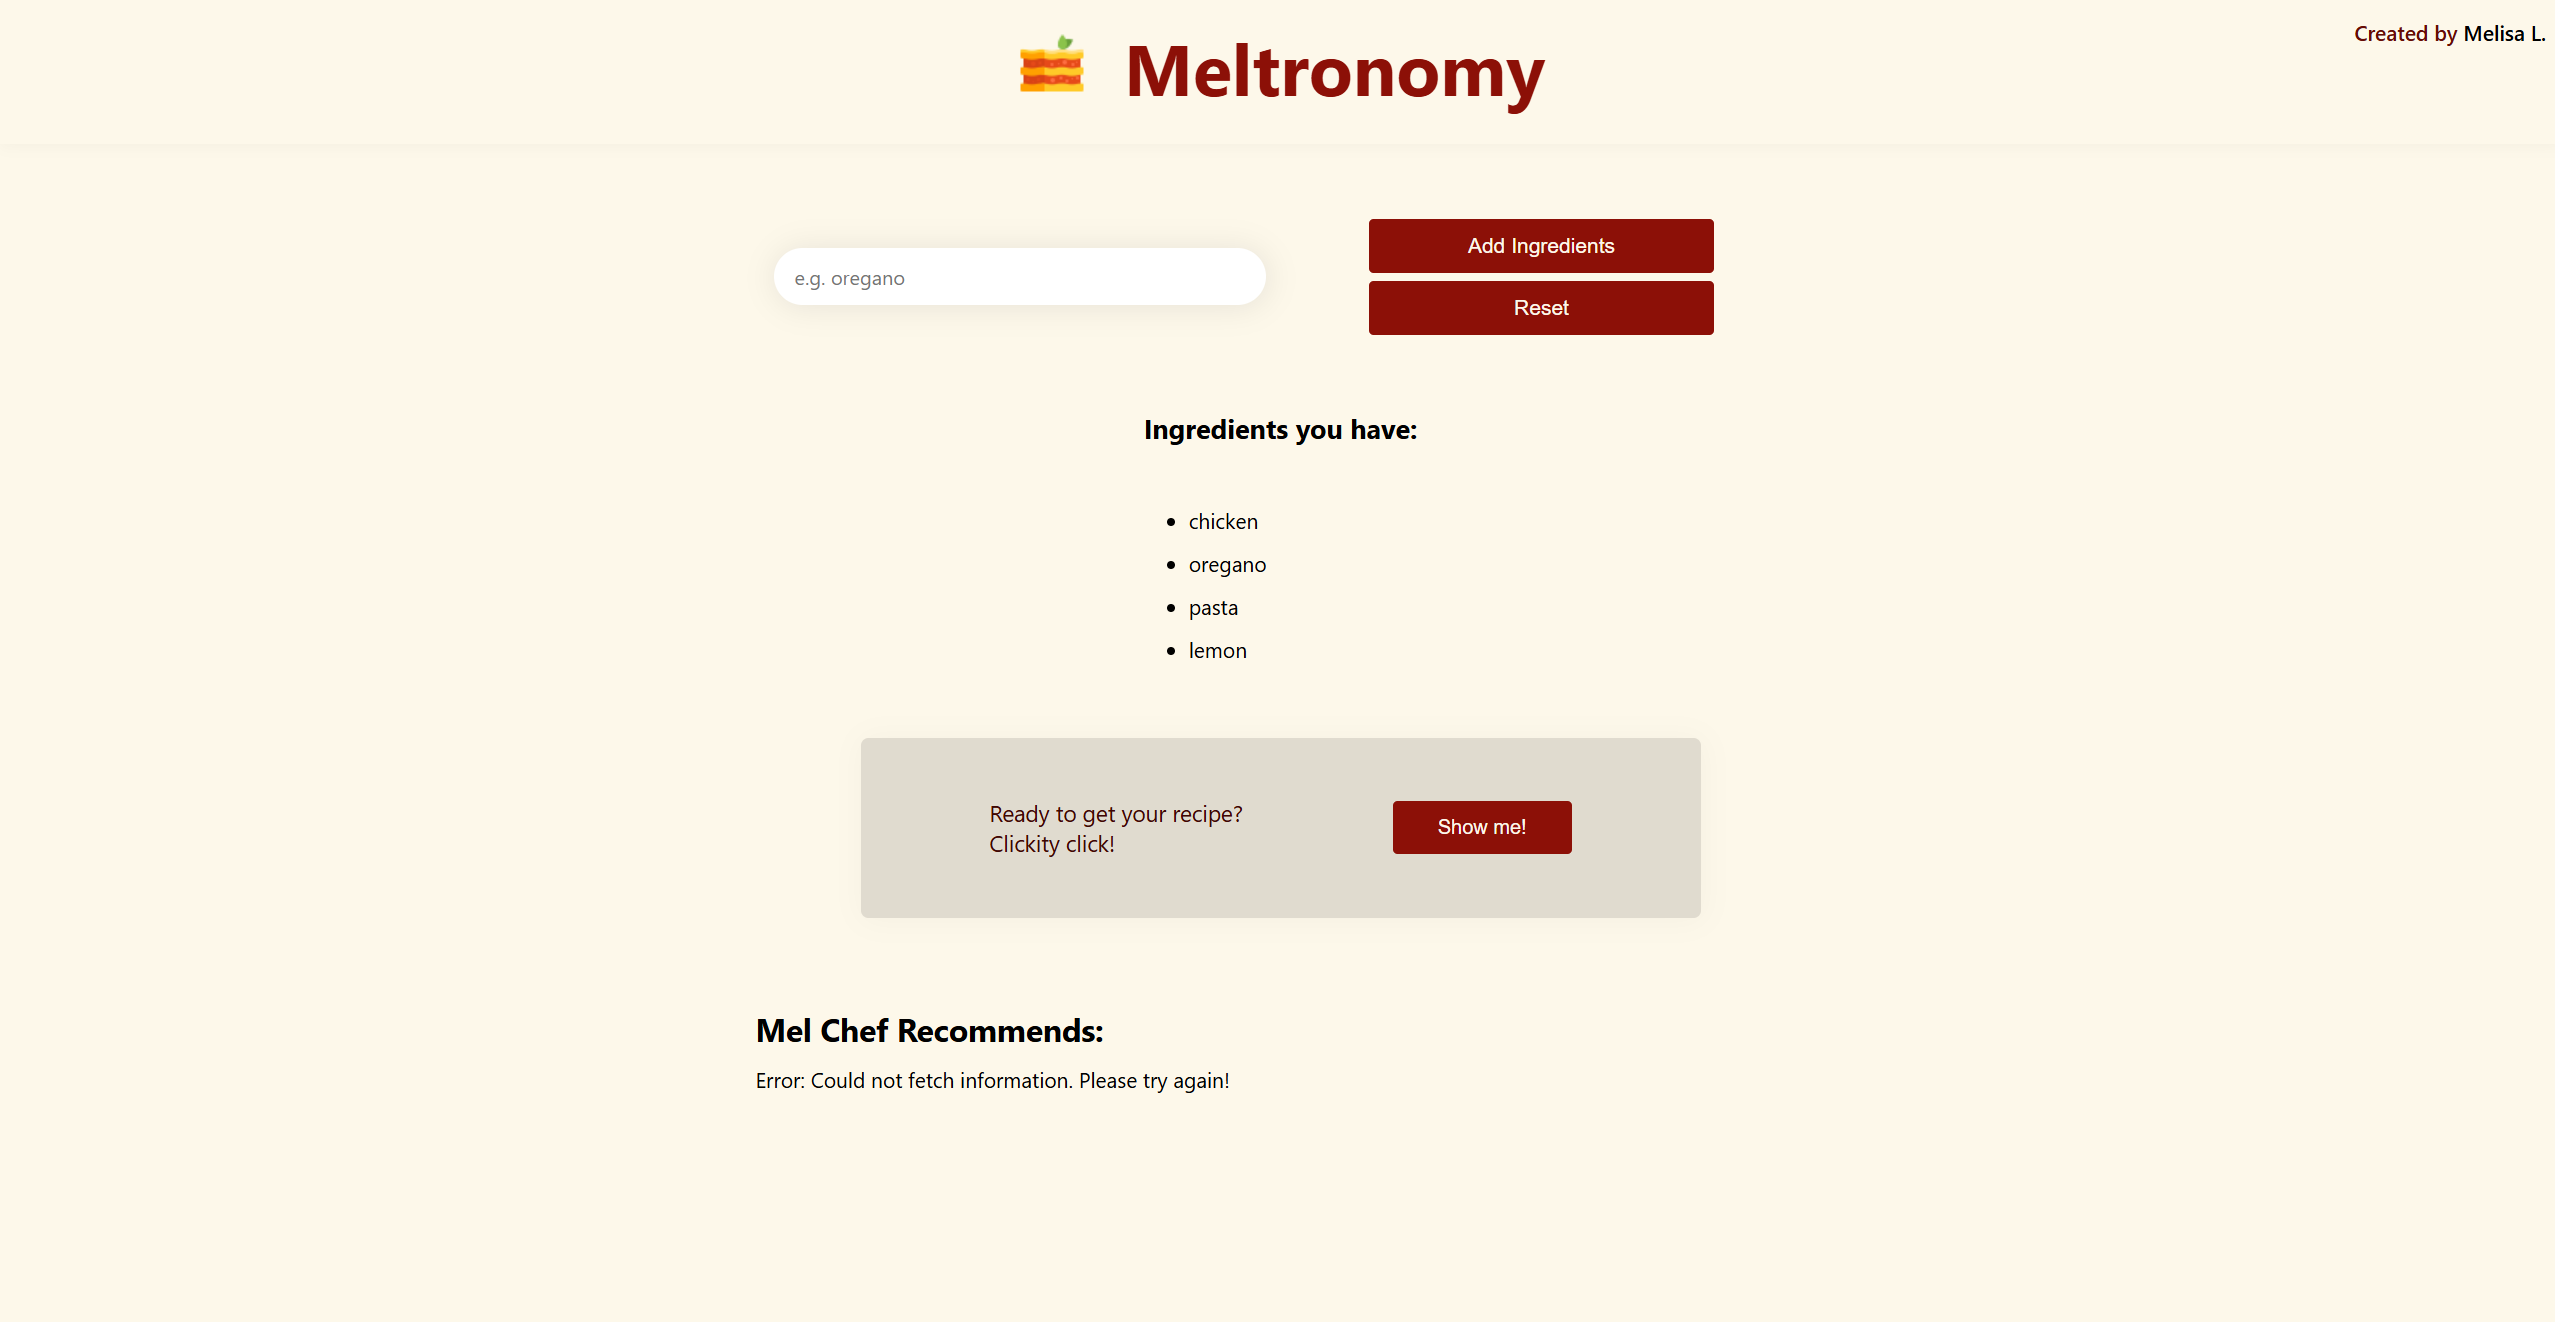 Created by Melisa L.
Meltronomy
e.g. oregano
Add Ingredients
Reset
Ingredients you have:
chicken
oregano
pasta
lemon
Ready to get your recipe?
Clickity click!
Show me!
Mel Chef Recommends:
Error: Could not fetch information. Please try again!